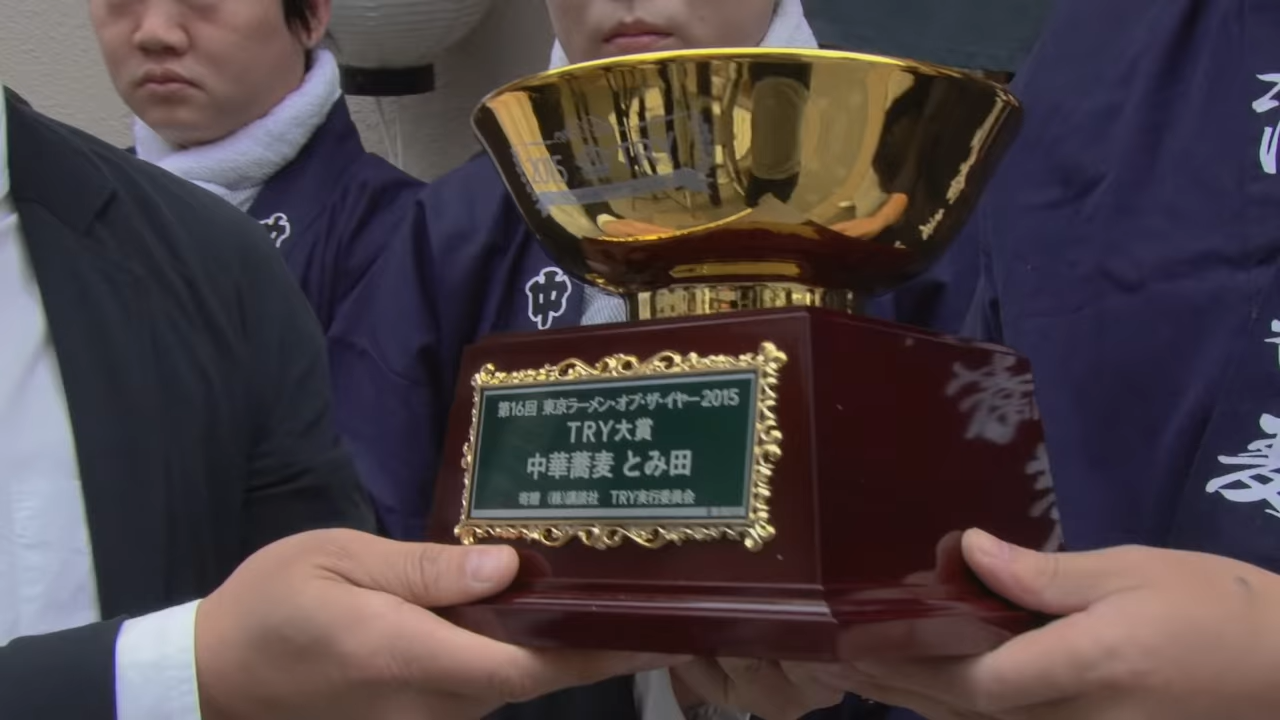 第16回 東京ラーメン・オブ・ザ・イヤー2015
TRY大賞
中華蕎麦 とみ田
寄贈 (株)講談社 TRY実行委員会
中